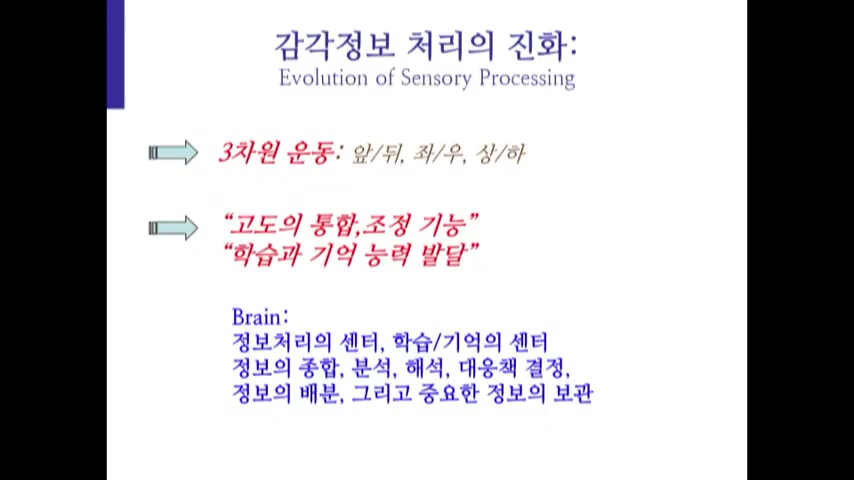 감각정보 처리의 진화:
Evolution of Sensory Processing
3차원 운동: 앞/뒤, 좌/우, 상/하
“고도의 통합,조정 기능”
“학습과 기억 능력 발달”
Brain:
정보처리의 센터, 학습/기억의 센터
정보의 종합, 분석, 해석, 대응책 결정,
정보의 배분, 그리고 중요한 정보의 보관